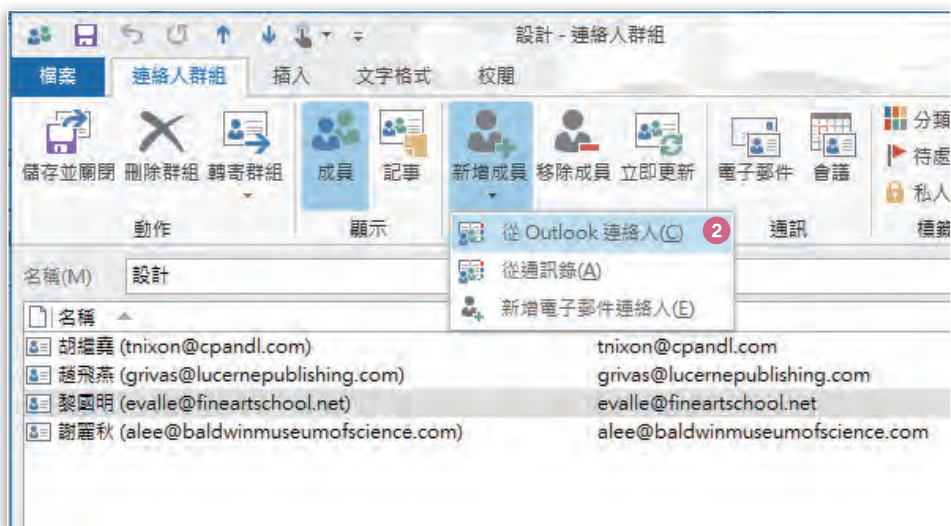 設計 - 連絡人群組
檔案 連絡人群組 插入 文字格式 校閱
儲存並關閉 刪除群組 轉寄群組 成員 記事 新增成員 移除成員 立即更新 電子郵件 會議 分類
待處
私人
動作 顯示 通訊 標籤
從 Outlook 連絡人(C) 2
從通訊錄(A)
新增電子郵件連絡人(E)
名稱(M) 設計
名稱
胡繼堯 (tnixon@cpandl.com) tnixon@cpandl.com
趙飛燕 (grivas@lucernepublishing.com) grivas@lucernepublishing.com
黎國明 (evalle@fineartschool.net) evalle@fineartschool.net
謝麗秋 (alee@baldwinmuseumofscience.com) alee@baldwinmuseumofscience.com